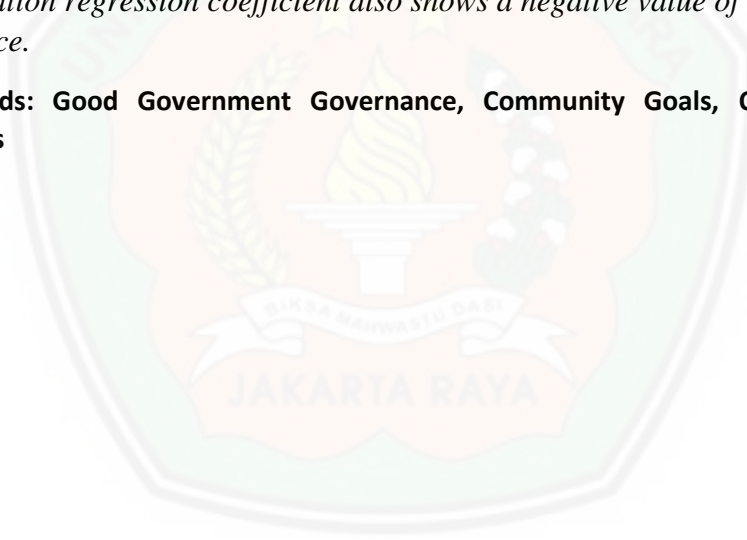 ation regression coefficient also shows a negative value of
ce.
ds: Good Government Governance, Community Goals,
s
BIKSA MAHWASTU DASI
JAKARTA RAYA